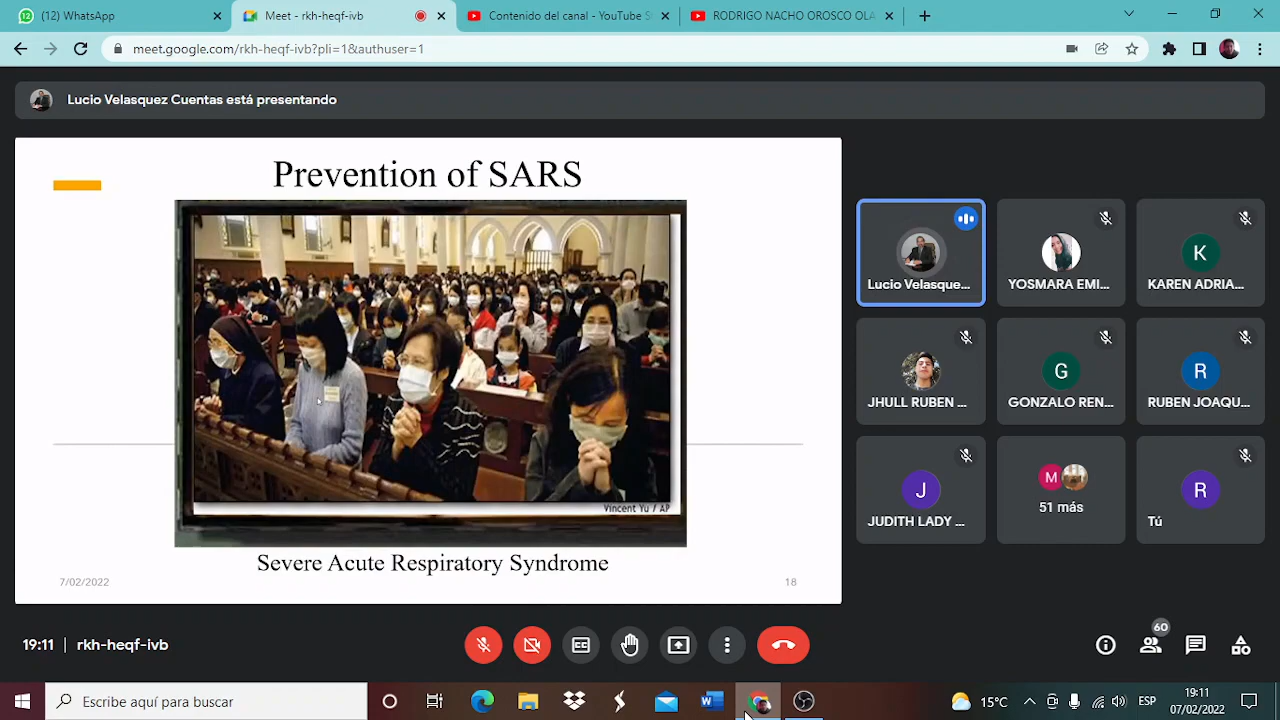 (12) WhatsApp
Meet - rkh-heqf-ivb
Contenido del canal - YouTube S
RODRIGO NACHO OROSCO OLA
meet.google.com/rkh-heqf-ivb?pli=1&authuser=1
Lucio Velasquez Cuentas está presentando
Prevention of SARS
Vincent Yu / AP
Severe Acute Respiratory Syndrome
7/02/2022
18
Lucio Velasque...
YOSMARA EMI...
K
KAREN ADRIA...
JHULL RUBEN ...
G
GONZALO REN...
R
RUBEN JOAQU...
J
JUDITH LADY ...
M
51 más
R
Tú
19:11 | rkh-heqf-ivb
60
Escribe aquí para buscar
15°C
ESP
19:11
07/02/2022